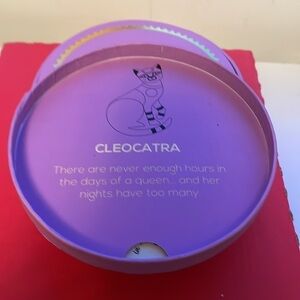 CLEOCATRA
There are never enough hours in
the days of a queen... and her
nights have too many.